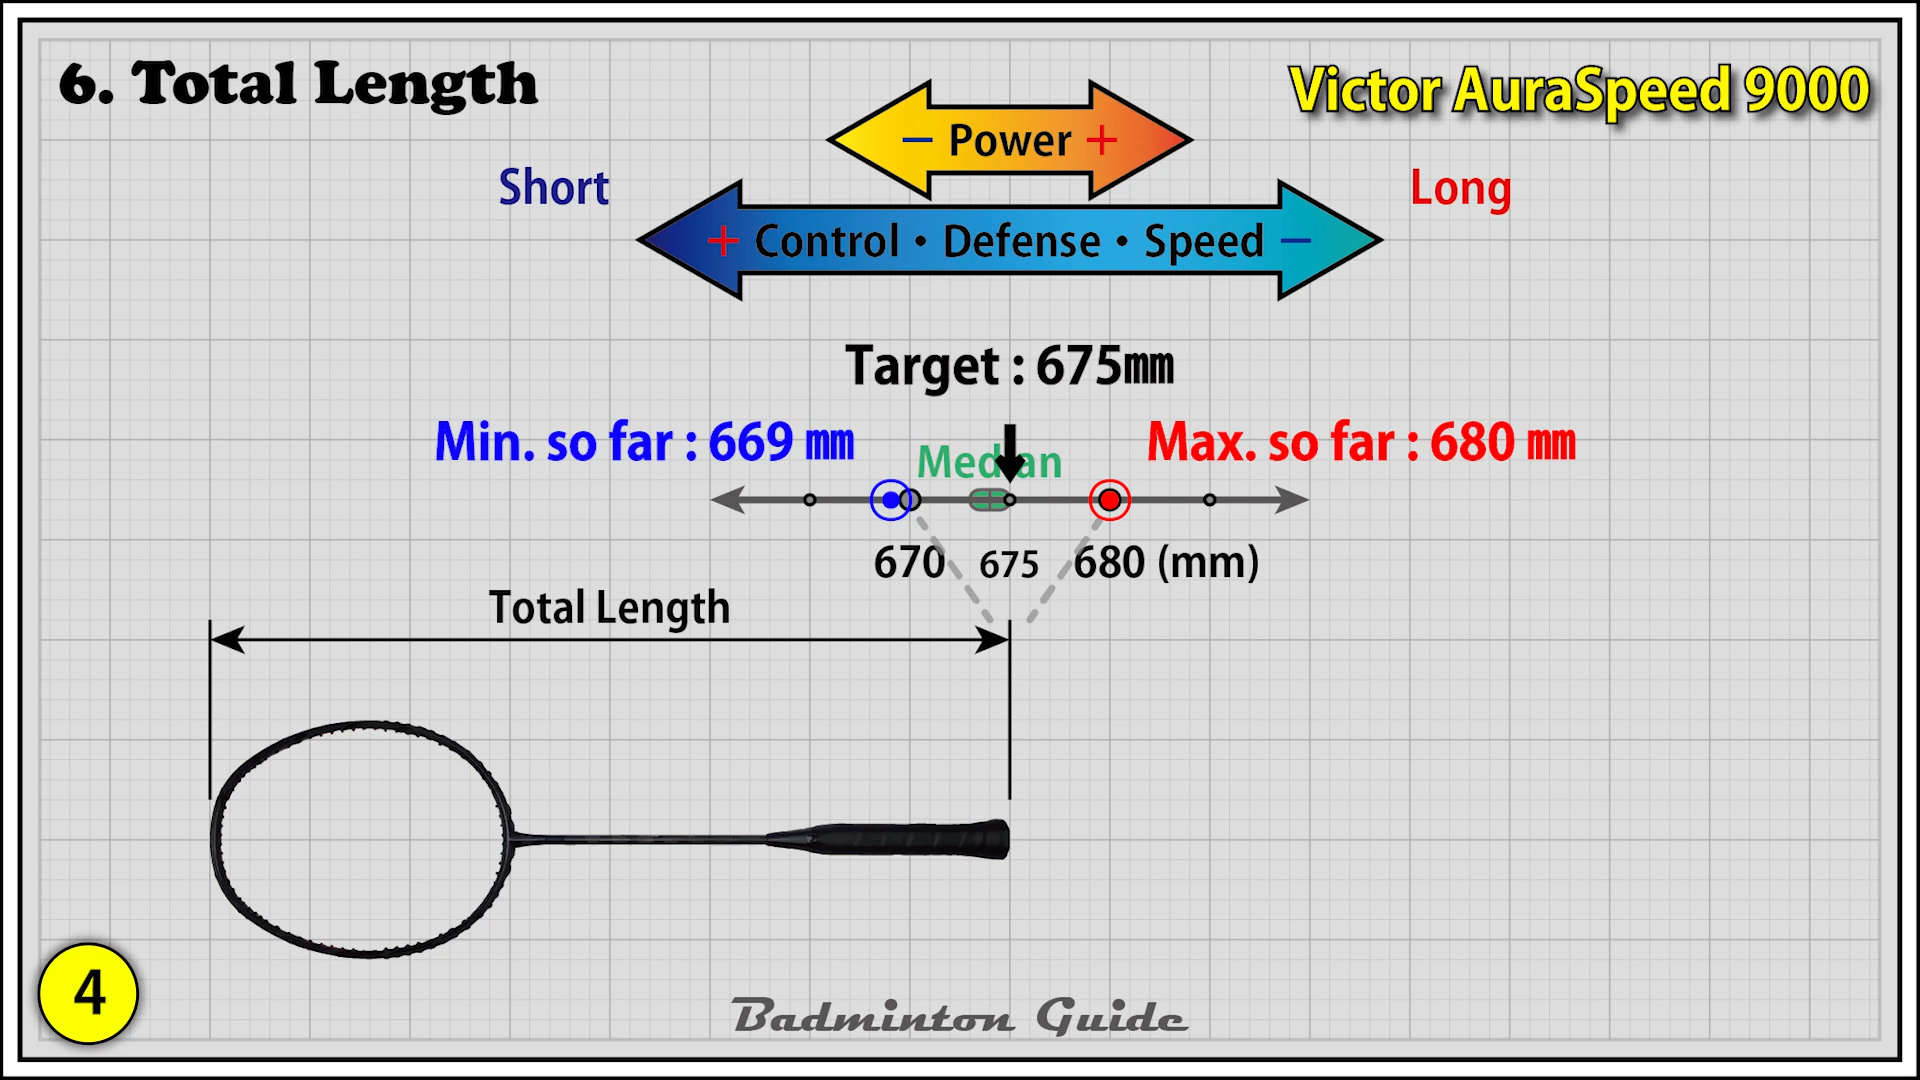 6. Total Length
Victor AuraSpeed 9000
− Power +
Short
Long
+ Control • Defense • Speed −
Target : 675㎜
Min. so far : 669 ㎜
Median
Max. so far : 680 ㎜
670
675
680 (mm)
Total Length
4
Badminton Guide